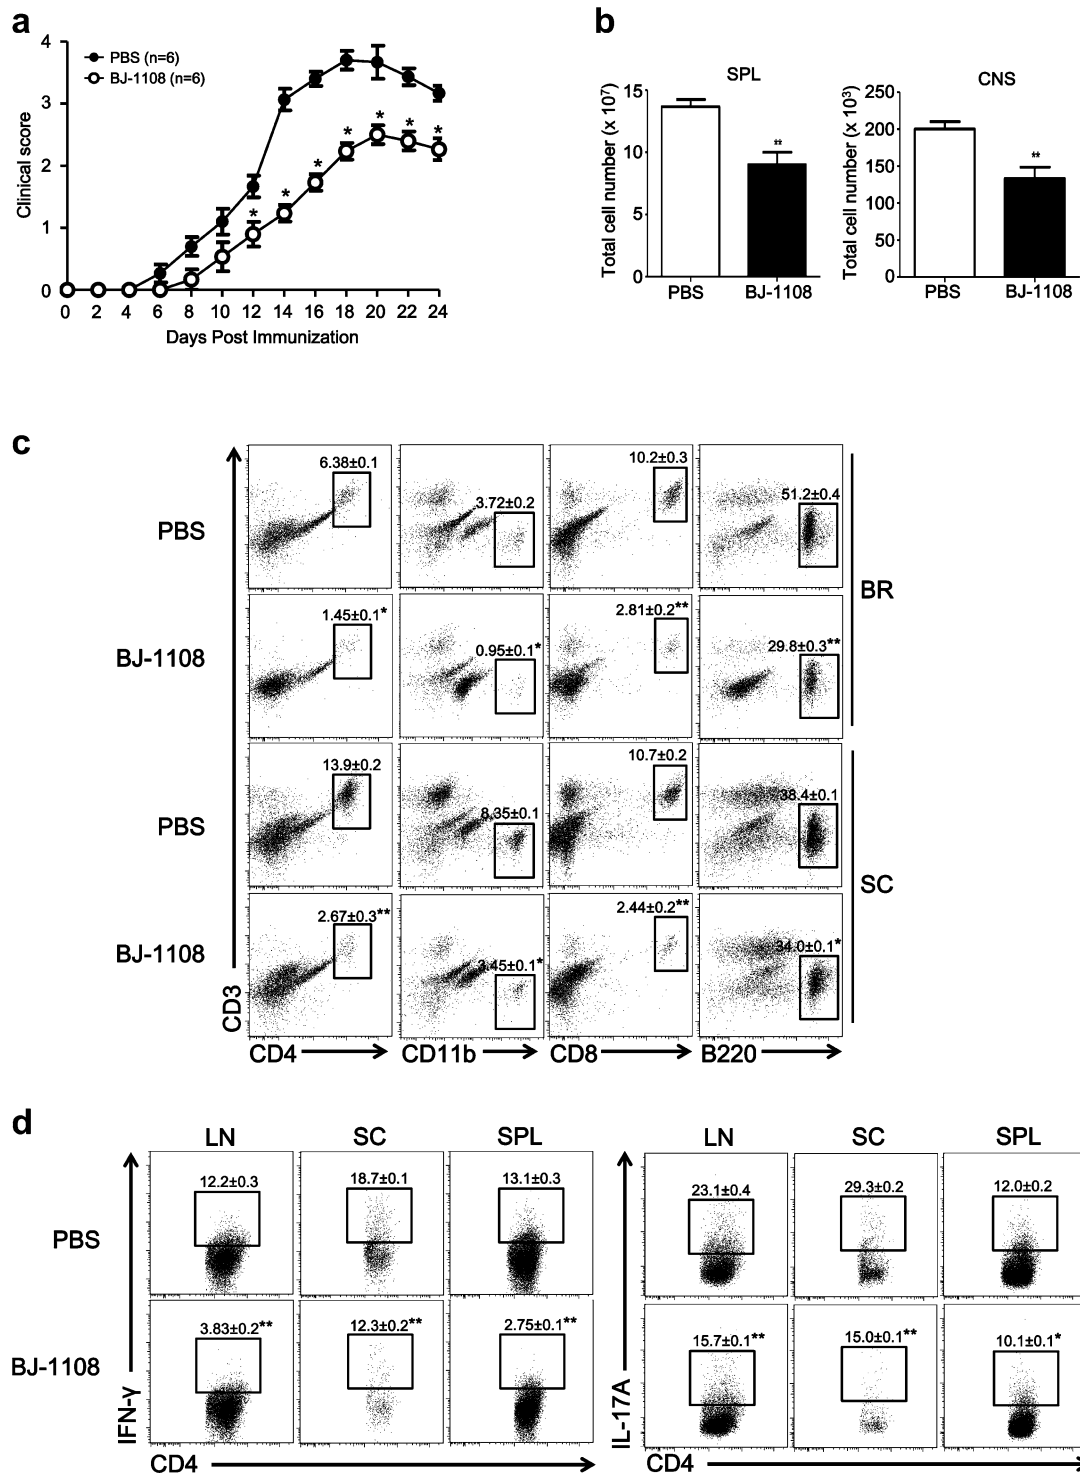 a
4
3
2
1
0
Clinical score
PBS (n=6)
BJ-1108 (n=6)
* * * * * * *
0 2 4 6 8 10 12 14 16 18 20 22 24
Days Post Immunization
b
SPL
Total cell number (x 10⁷)
15
10
5
0
**
PBS BJ-1108
CNS
Total cell number (x 10³)
250
200
150
100
50
0
**
PBS BJ-1108
c
PBS
6.38±0.1 3.72±0.2 10.2±0.3 51.2±0.4
BR
BJ-1108
1.45±0.1* 0.95±0.1* 2.81±0.2** 29.8±0.3**
PBS
13.9±0.2 8.35±0.1 10.7±0.2 38.4±0.1
SC
BJ-1108
2.67±0.3** 3.45±0.1* 2.44±0.2** 34.0±0.1*
CD3
CD4 CD11b CD8 B220
d
LN SC SPL LN SC SPL
PBS
12.2±0.3 18.7±0.1 13.1±0.3 23.1±0.4 29.3±0.2 12.0±0.2
BJ-1108
3.83±0.2** 12.3±0.2** 2.75±0.1** 15.7±0.1** 15.0±0.1** 10.1±0.1*
IFN-γ
IL-17A
CD4 CD4